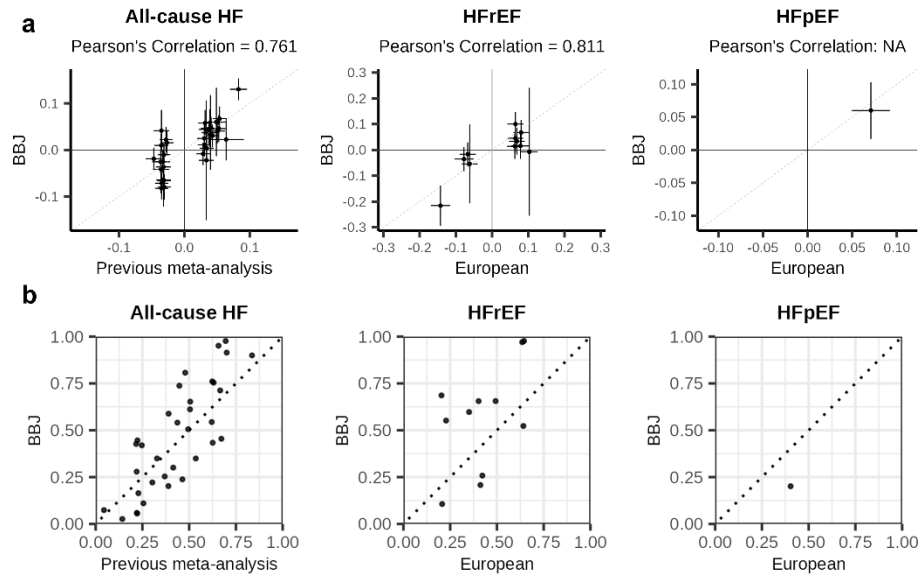 a
All-cause HF HFrEF HFpEF
Pearson's Correlation = 0.761 Pearson's Correlation = 0.811 Pearson's Correlation: NA
BBJ
0.1
0.0
-0.1
-0.1 0.0 0.1
Previous meta-analysis
BBJ
0.3
0.2
0.1
0.0
-0.1
-0.2
-0.3
-0.3 -0.2 -0.1 0.0 0.1 0.2 0.3
European
BBJ
0.10
0.05
0.00
-0.05
-0.10
-0.10 -0.05 0.00 0.05 0.10
European
b
All-cause HF HFrEF HFpEF
BBJ
1.00
0.75
0.50
0.25
0.00
0.00 0.25 0.50 0.75 1.00
Previous meta-analysis
BBJ
1.00
0.75
0.50
0.25
0.00
0.00 0.25 0.50 0.75 1.00
European
BBJ
1.00
0.75
0.50
0.25
0.00
0.00 0.25 0.50 0.75 1.00
European